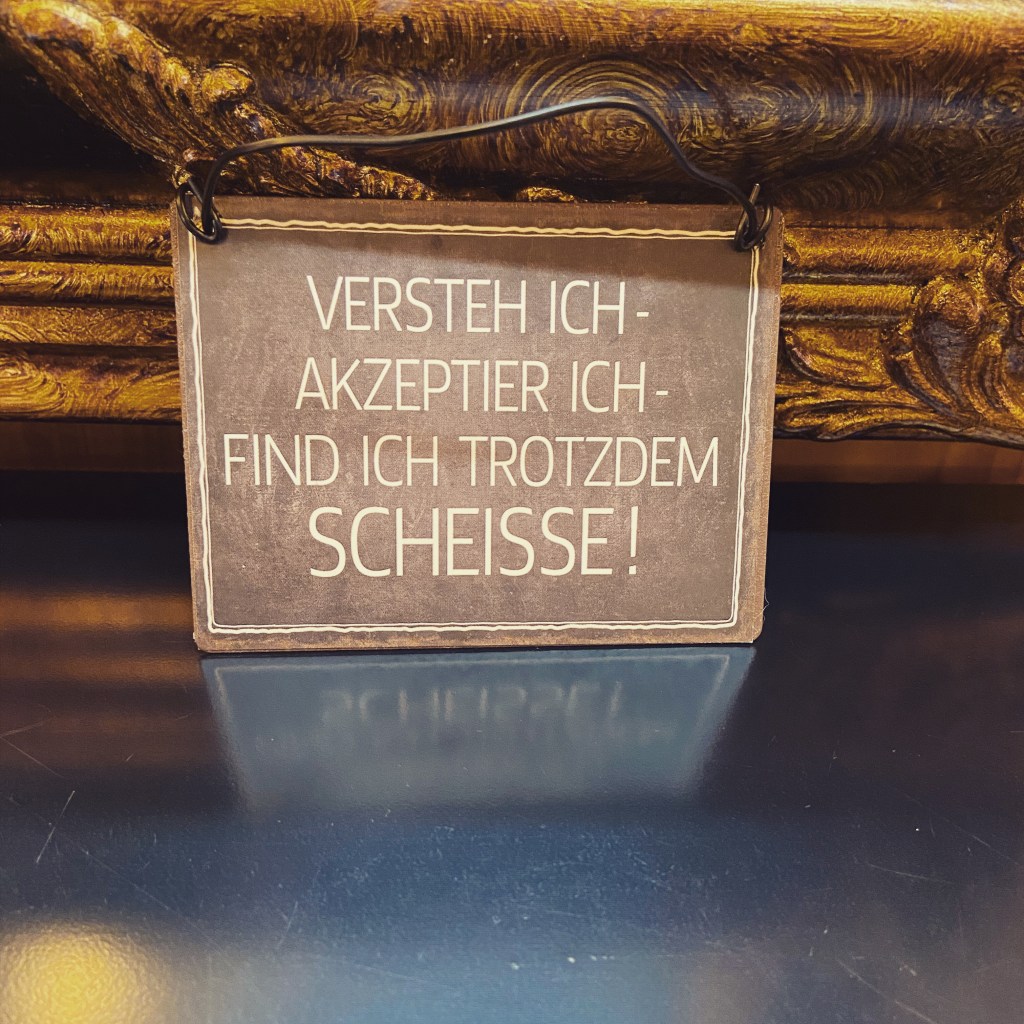 VERSTEH ICH -
AKZEPTIER ICH -
FIND ICH TROTZDEM
SCHEISSE!